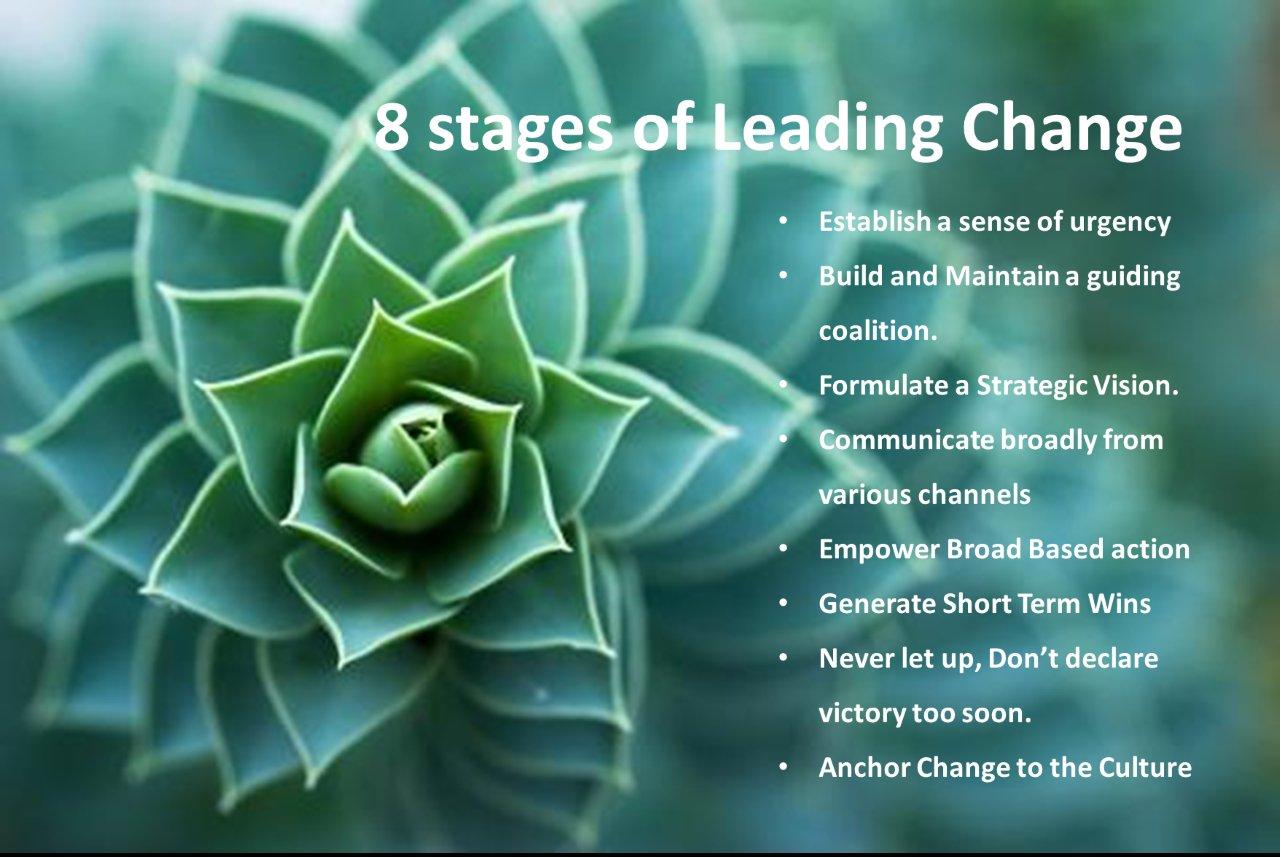 8 stages of Leading Change
• Establish a sense of urgency
• Build and Maintain a guiding
coalition.
• Formulate a Strategic Vision.
• Communicate broadly from
various channels
• Empower Broad Based action
• Generate Short Term Wins
• Never let up, Don’t declare
victory too soon.
• Anchor Change to the Culture